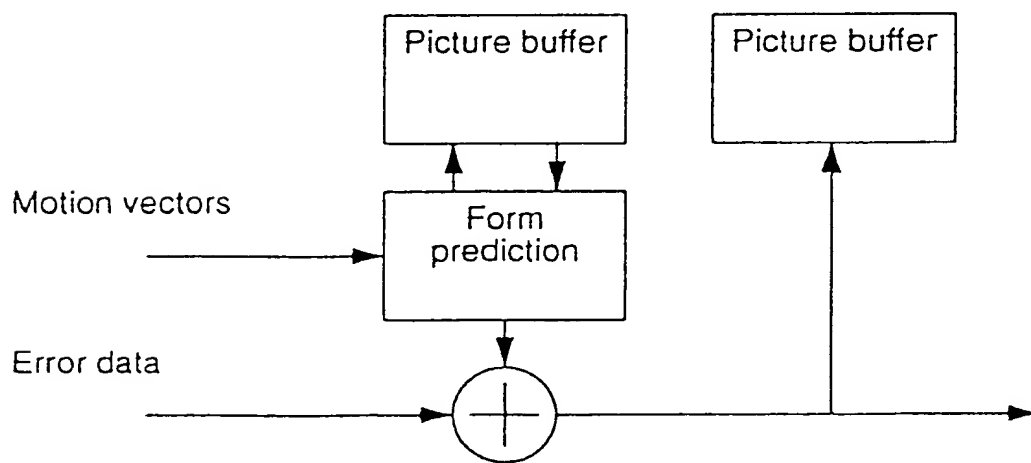 Picture buffer
Picture buffer
Motion vectors
Form
prediction
Error data